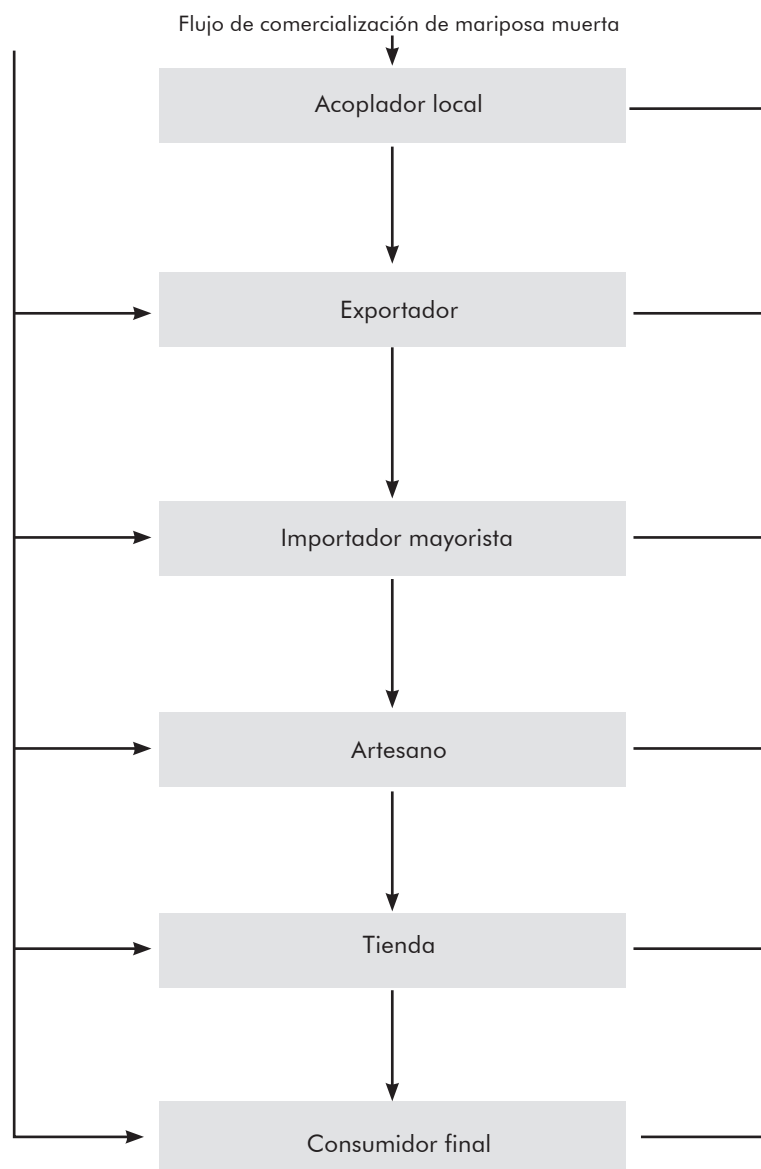 Flujo de comercialización de mariposa muerta
Acoplador local
Exportador
Importador mayorista
Artesano
Tienda
Consumidor final